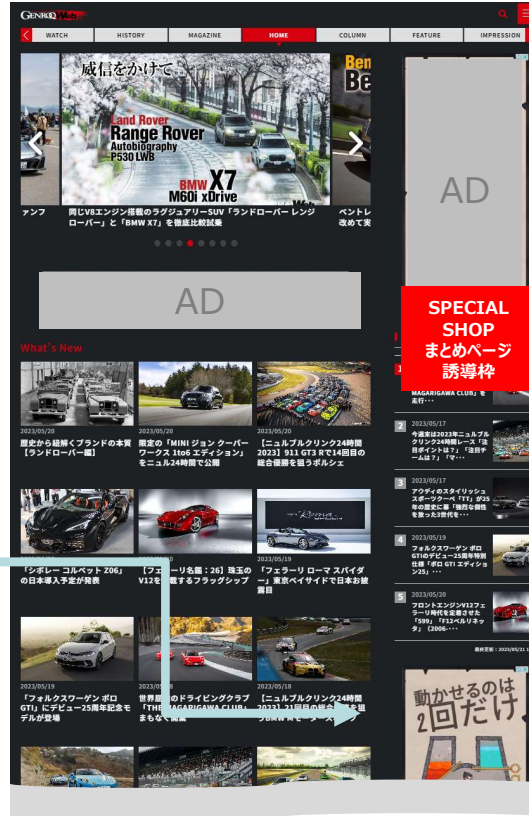 GENROQ Web
WATCH
HISTORY
MAGAZINE
HOME
COLUMN
FEATURE
IMPRESSION
威信をかけて
Land Rover
Range Rover
Autobiography
P530 LWB
BMW X7
M60i xDrive
Ben
Be
ァンフ
同じV8エンジン搭載のラグジュアリーSUV「ランドローバー レンジ
ローバー」と「BMW X7」を徹底比較試乗
ベントレ
改めて実
AD
AD
SPECIAL
SHOP
まとめページ
誘導枠
What's New
2023/05/20
歴史から紐解くブランドの本質
【ランドローバー編】
2023/05/20
限定の「MINI ジョン クーパー
ワークス 1to6 エディション」
をニュル24時間で公開
2023/05/20
【ニュルブルクリンク24時間
2023】911 GT3 Rで14回目の
総合優勝を狙うポルシェ
MAGARIGAWA CLUB」を
走行･･･
2
2023/05/17
今週末は2023年ニュルブル
クリンク24時間レース「注
目ポイントは？」「注目チ
ームは？」「マ･･･
3
2023/05/17
アウディのスタイリッシュ
スポーツクーペ「TT」が25
年の歴史に幕「強烈な個性
を放った3世代を･･･
4
2023/05/19
フォルクスワーゲン ポロ
GTIのデビュー25周年特別
仕様「ポロ GTI エディショ
ン25」･･･
5
2023/05/20
フロントエンジンV12フェ
ラーリ時代を定着させた
「599」「F12ベルリネッ
タ」（2006-･･･
最終更新：2023/05/21 1
「シボレー コルベット Z06」
の日本導入予定が発表
【フェ ーリ名鑑：26】珠玉の
V12を 載するフラッグシップ
2023/05/19
「フェラーリ ローマ スパイダ
ー」東京ベイサイドで日本お披
露目
2023/05/19
「フォルクスワーゲン ポロ
GTI」にデビュー25周年記念モ
デルが登場
2023/05/19
世界 のドライビングクラブ
「THE MAGARIGAWA CLUB」
まもなく開業
2023/05/19
【ニュルブルクリンク24時間
2023】21回目の総合 を狙
うBMW Mモータースポ
動かせるのは
2回だけ